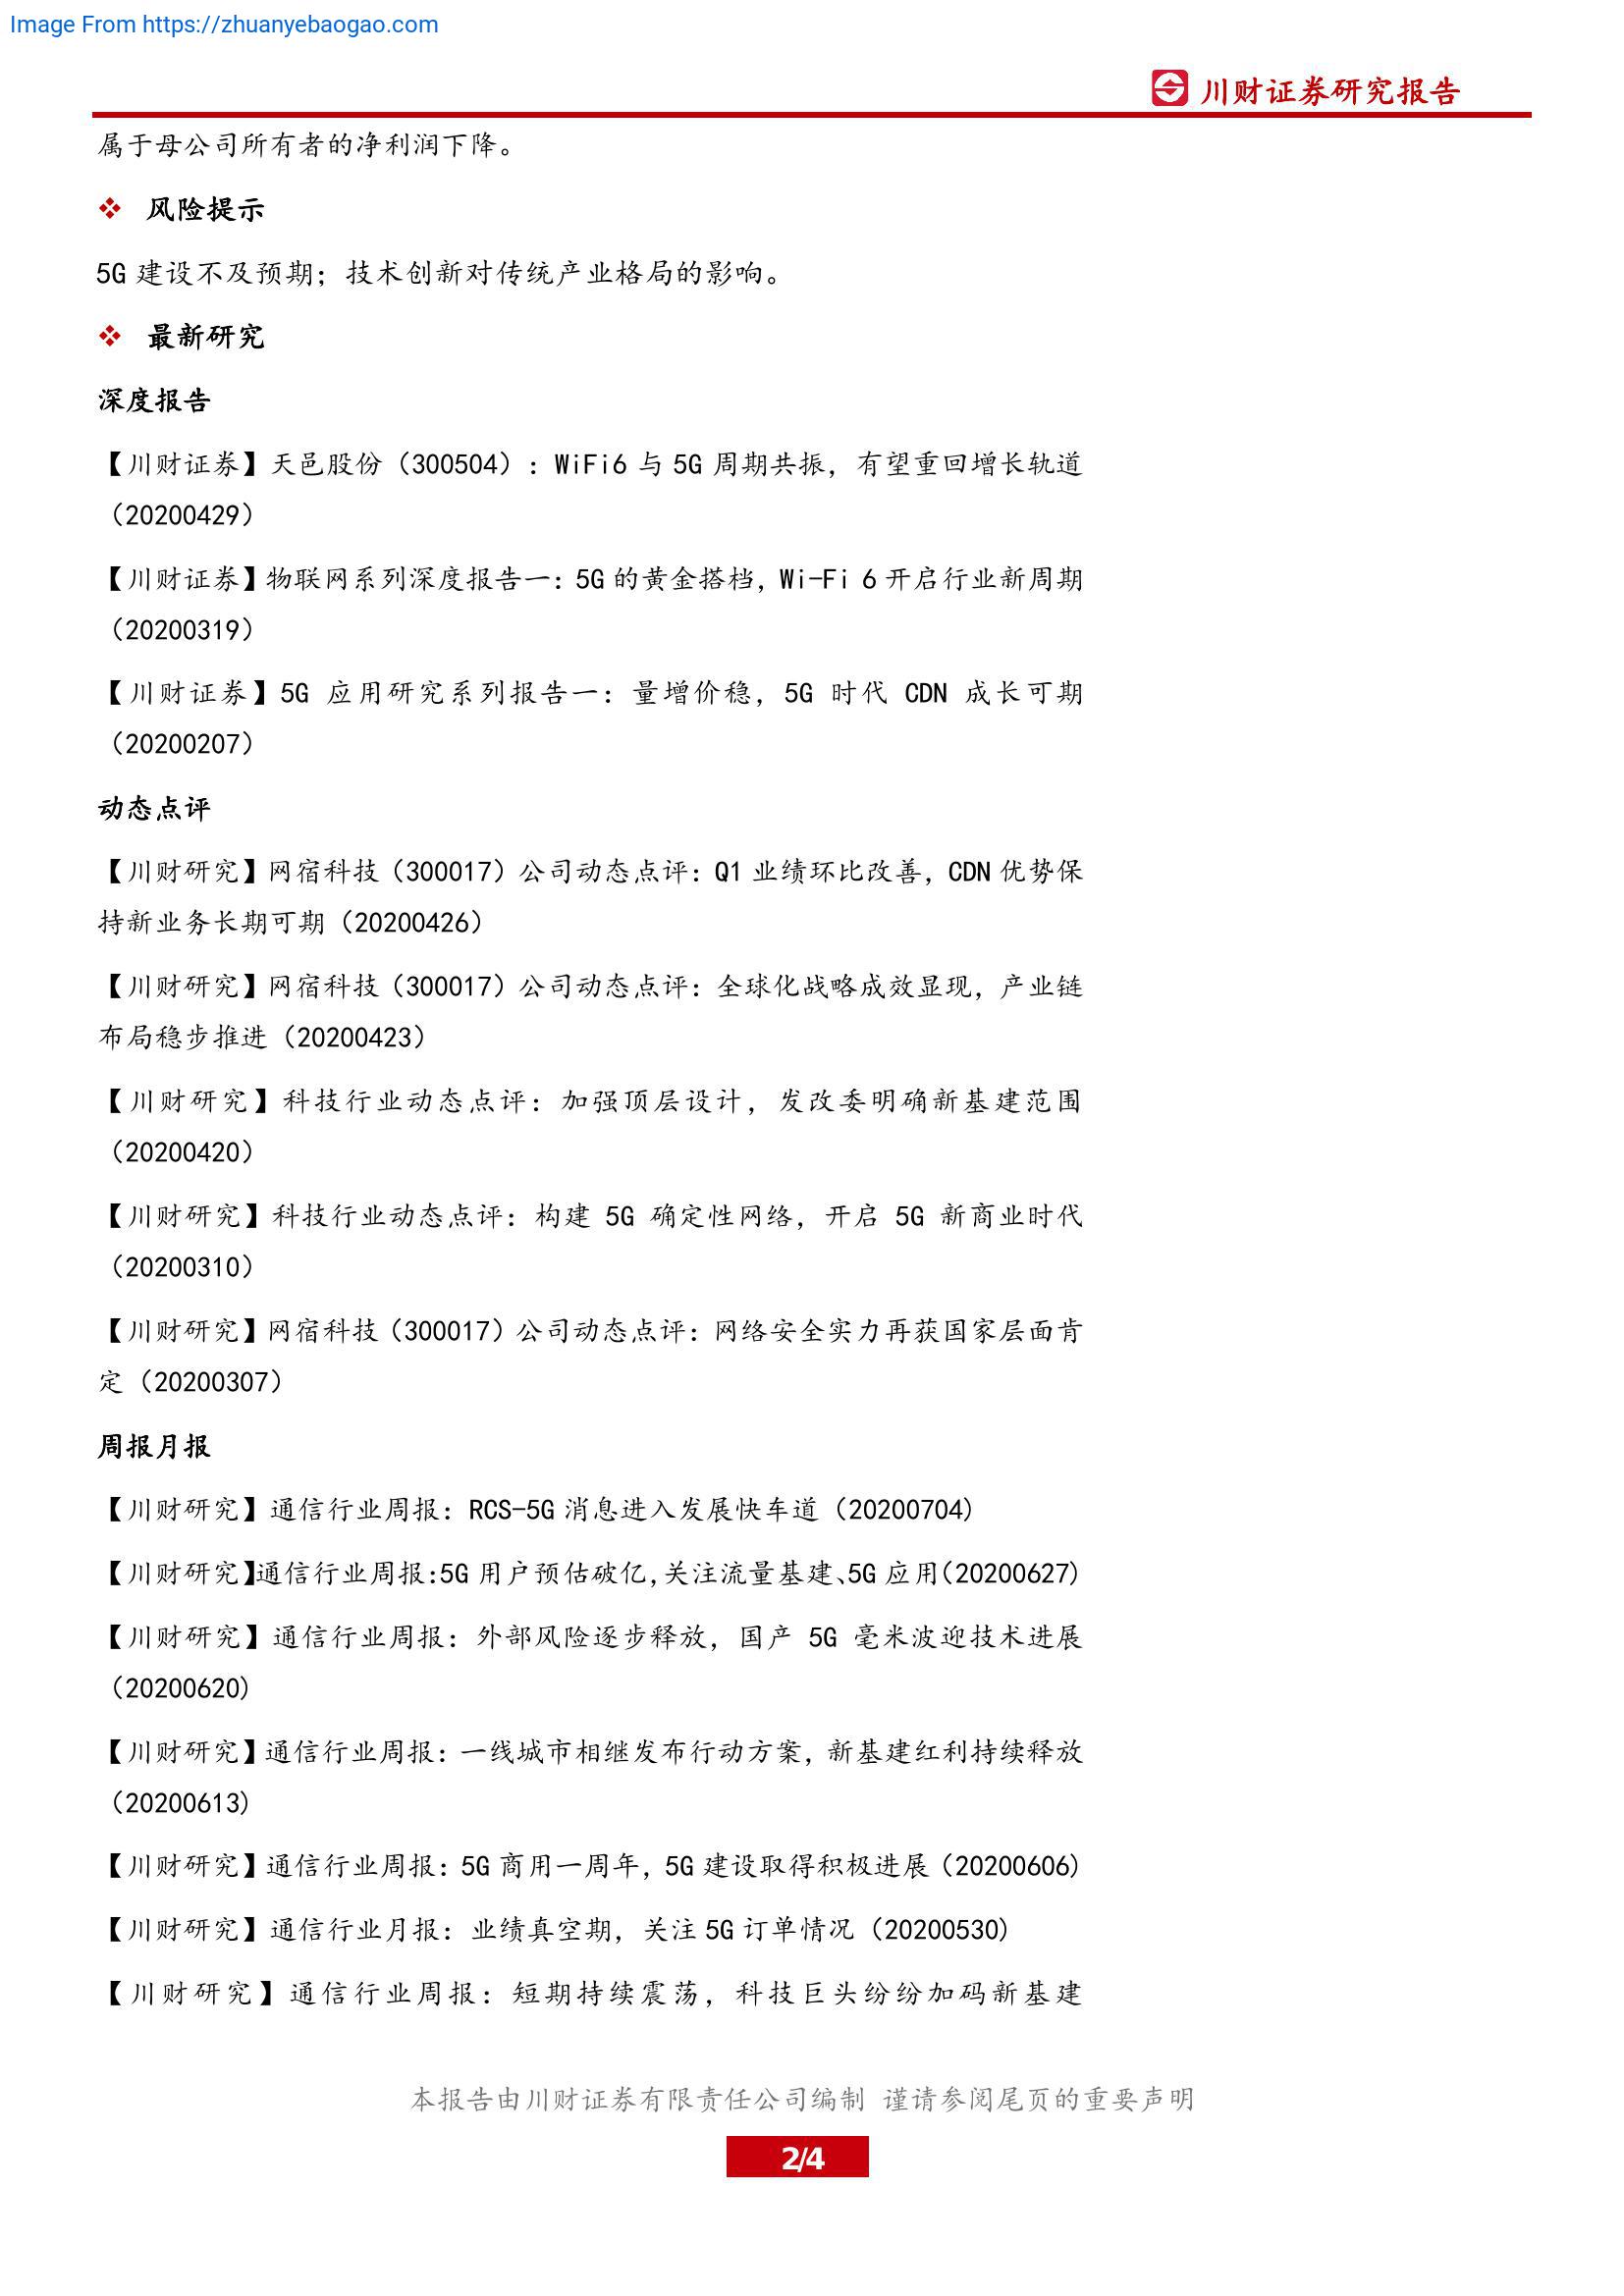 Image From https://zhuanyebaogao.com
川财证券研究报告
属于母公司所有者的净利润下降。
风险提示
5G 建设不及预期；技术创新对传统产业格局的影响。
最新研究
深度报告
【川财证券】天邑股份（300504）：WiFi6 与 5G 周期共振，有望重回增长轨道
（20200429）
【川财证券】物联网系列深度报告一：5G 的黄金搭档，Wi-Fi 6 开启行业新周期
（20200319）
【川财证券】5G 应用研究系列报告一：量增价稳，5G 时代 CDN 成长可期
（20200207）
动态点评
【川财研究】网宿科技（300017）公司动态点评：Q1 业绩环比改善，CDN 优势保
持新业务长期可期（20200426）
【川财研究】网宿科技（300017）公司动态点评：全球化战略成效显现，产业链
布局稳步推进（20200423）
【川财研究】科技行业动态点评：加强顶层设计，发改委明确新基建范围
（20200420）
【川财研究】科技行业动态点评：构建 5G 确定性网络，开启 5G 新商业时代
（20200310）
【川财研究】网宿科技（300017）公司动态点评：网络安全实力再获国家层面肯
定（20200307）
周报月报
【川财研究】通信行业周报：RCS-5G 消息进入发展快车道（20200704)
【川财研究】通信行业周报：5G 用户预估破亿，关注流量基建、5G 应用（20200627)
【川财研究】通信行业周报：外部风险逐步释放，国产 5G 毫米波迎技术进展
（20200620)
【川财研究】通信行业周报：一线城市相继发布行动方案，新基建红利持续释放
（20200613)
【川财研究】通信行业周报：5G 商用一周年，5G 建设取得积极进展（20200606)
【川财研究】通信行业月报：业绩真空期，关注 5G 订单情况（20200530)
【川财研究】通信行业周报：短期持续震荡，科技巨头纷纷加码新基建
本报告由川财证券有限责任公司编制 谨请参阅尾页的重要声明
2/4